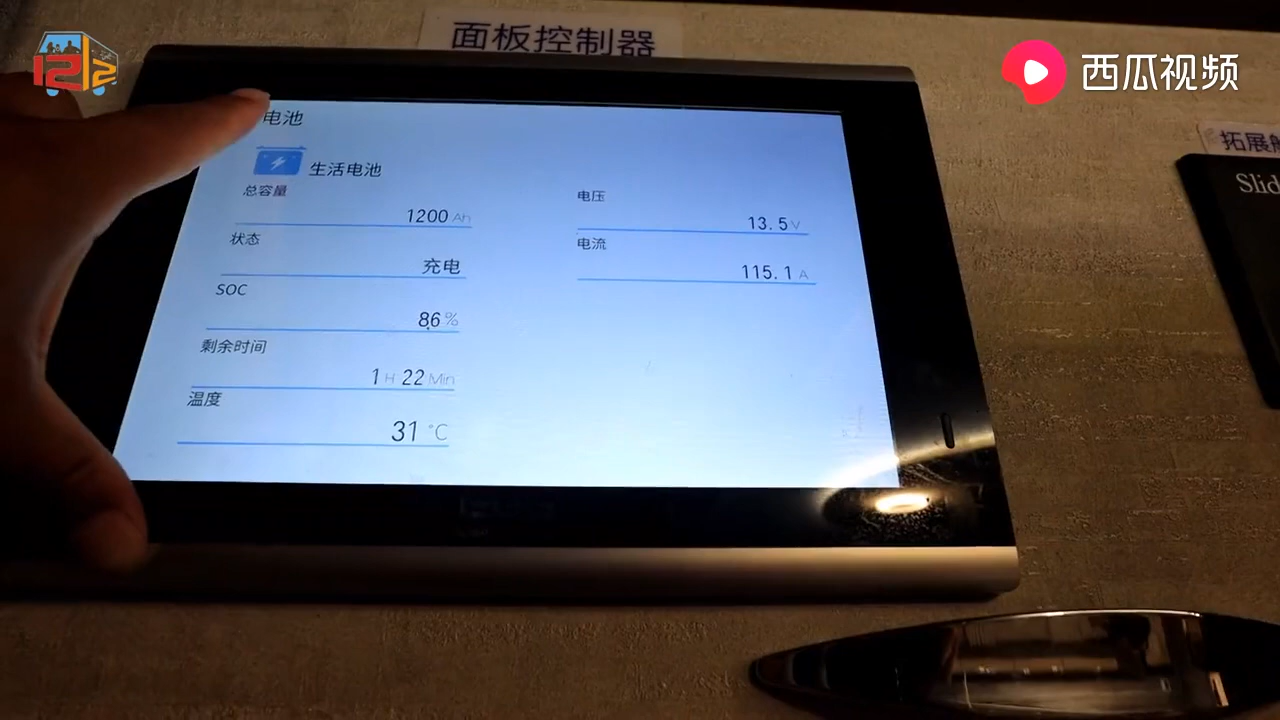 面板控制器
1212
西瓜视频
拓展
Slid
电池
生活电池
总容量
1200 Ah
电压
13.5 V
状态
充电
电流
115.1 A
SOC
86 %
剩余时间
1 H 22 Min
温度
31 °C